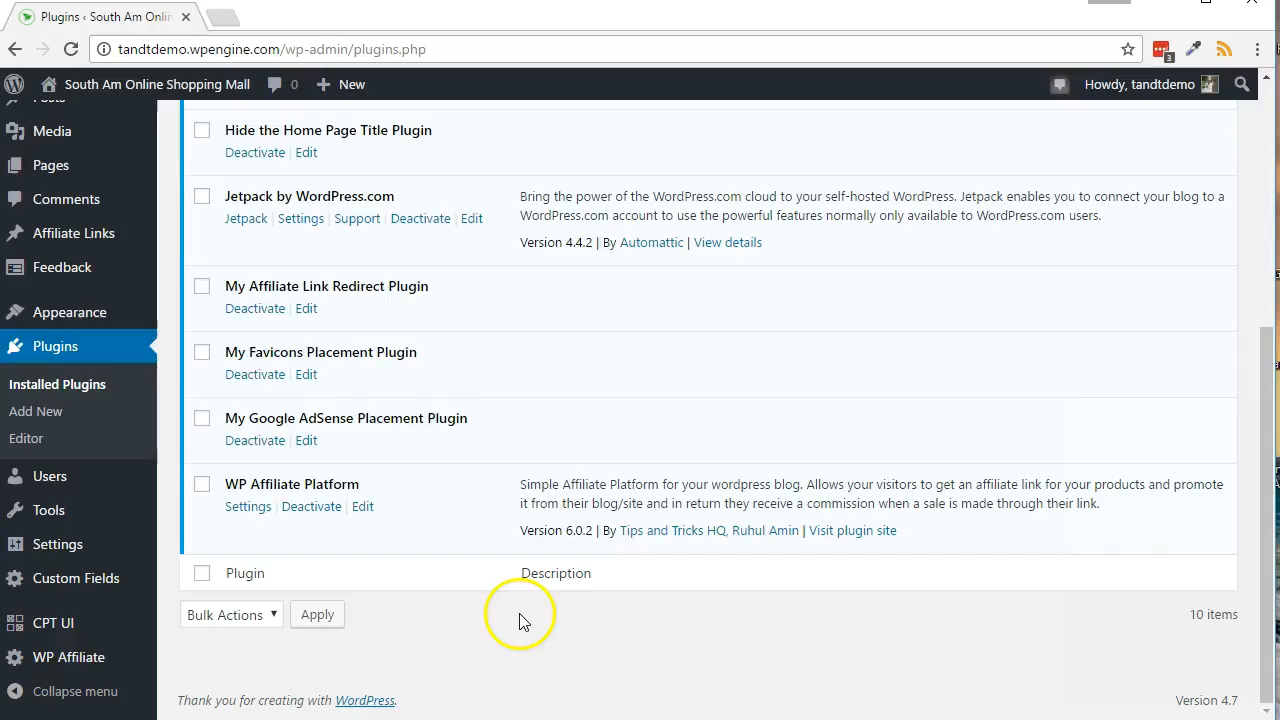 Plugins ‹ South Am Onlin
tandtdemo.wpengine.com/wp-admin/plugins.php
3
South Am Online Shopping Mall 0 New Howdy, tandtdemo
Posts
Media
Pages
Comments
Affiliate Links
Feedback
Appearance
Plugins
Installed Plugins
Add New
Editor
Users
Tools
Settings
Custom Fields
CPT UI
WP Affiliate
Collapse menu
Hide the Home Page Title Plugin
Deactivate | Edit
Jetpack by WordPress.com
Jetpack | Settings | Support | Deactivate | Edit
Bring the power of the WordPress.com cloud to your self-hosted WordPress. Jetpack enables you to connect your blog to a
WordPress.com account to use the powerful features normally only available to WordPress.com users.
Version 4.4.2 | By Automattic | View details
My Affiliate Link Redirect Plugin
Deactivate | Edit
My Favicons Placement Plugin
Deactivate | Edit
My Google AdSense Placement Plugin
Deactivate | Edit
WP Affiliate Platform
Settings | Deactivate | Edit
Simple Affiliate Platform for your wordpress blog. Allows your visitors to get an affiliate link for your products and promote
it from their blog/site and in return they receive a commission when a sale is made through their link.
Version 6.0.2 | By Tips and Tricks HQ, Ruhul Amin | Visit plugin site
Plugin Description
Bulk Actions Apply 10 items
Thank you for creating with WordPress. Version 4.7